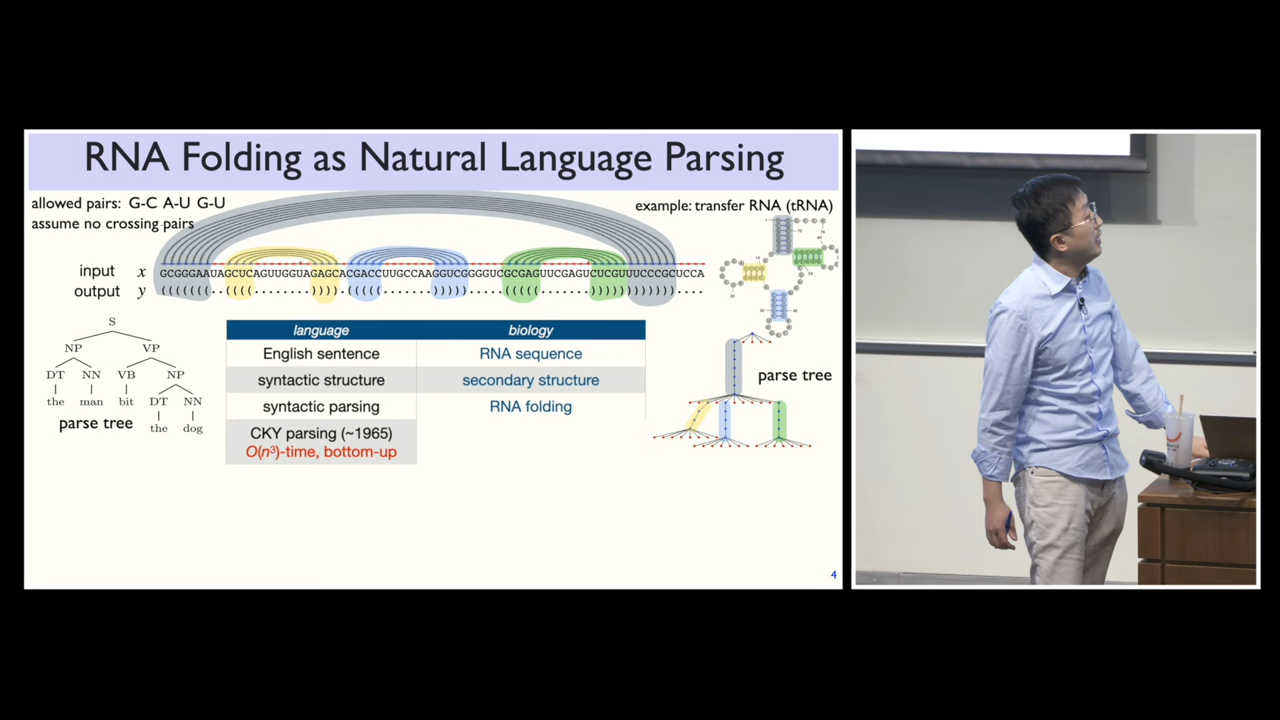 RNA Folding as Natural Language Parsing
allowed pairs: G-C A-U G-U
assume no crossing pairs
example: transfer RNA (tRNA)
input x GCGGGAAUAGCUCAGUUGGUAGAGCACGACCUUGCCAAGGUCGGGGUCGCGAGUUCGAGUCUCGUUUCCCGCUCCA
output y (((((((..((((........)))).(((((.......))))).....(((((.......))))))))))))....
S
NP VP
DT NN VB NP
the man bit DT NN
the dog
parse tree
language biology
English sentence RNA sequence
syntactic structure secondary structure
syntactic parsing RNA folding
CKY parsing (~1965)
O(n³)-time, bottom-up
parse tree
4